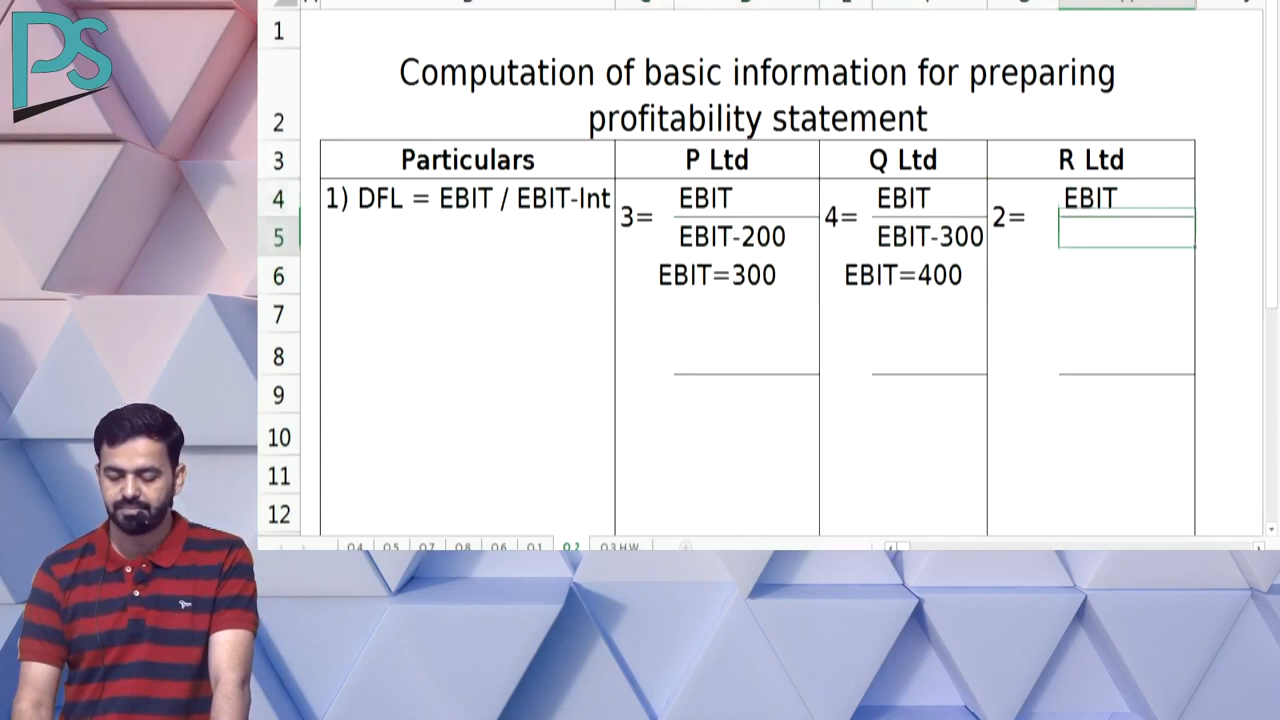 PS
1
Computation of basic information for preparing
2 profitability statement
3 Particulars P Ltd Q Ltd R Ltd
4 1) DFL = EBIT / EBIT-Int 3= EBIT 4= EBIT 2= EBIT
5 EBIT-200 EBIT-300
6 EBIT=300 EBIT=400
7
8
9
10
11
12